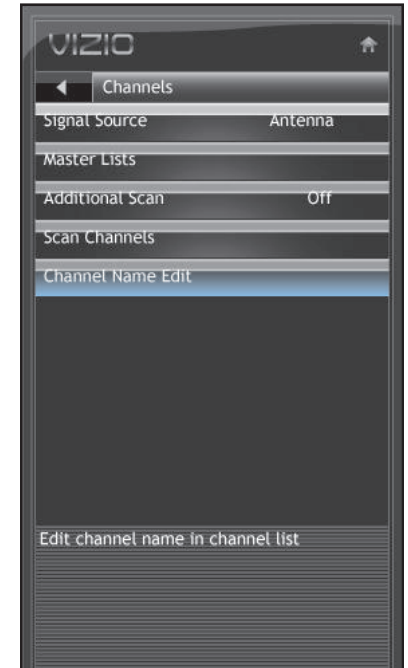 VIZIO
Channels
Signal Source Antenna
Master Lists
Additional Scan Off
Scan Channels
Channel Name Edit
Edit channel name in channel list